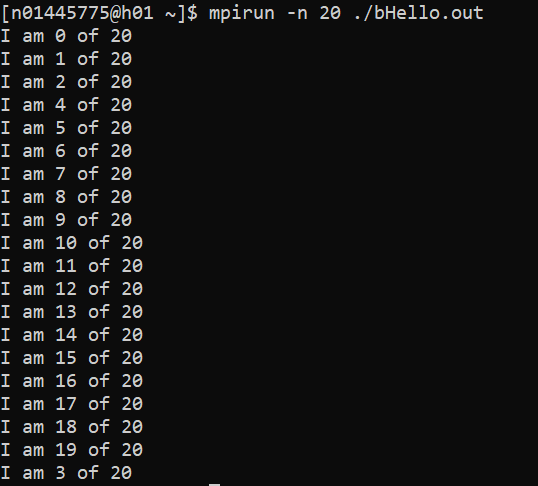 [n01445775@h01 ~]$ mpirun -n 20 ./bHello.out
I am 0 of 20
I am 1 of 20
I am 2 of 20
I am 4 of 20
I am 5 of 20
I am 6 of 20
I am 7 of 20
I am 8 of 20
I am 9 of 20
I am 10 of 20
I am 11 of 20
I am 12 of 20
I am 13 of 20
I am 14 of 20
I am 15 of 20
I am 16 of 20
I am 17 of 20
I am 18 of 20
I am 19 of 20
I am 3 of 20